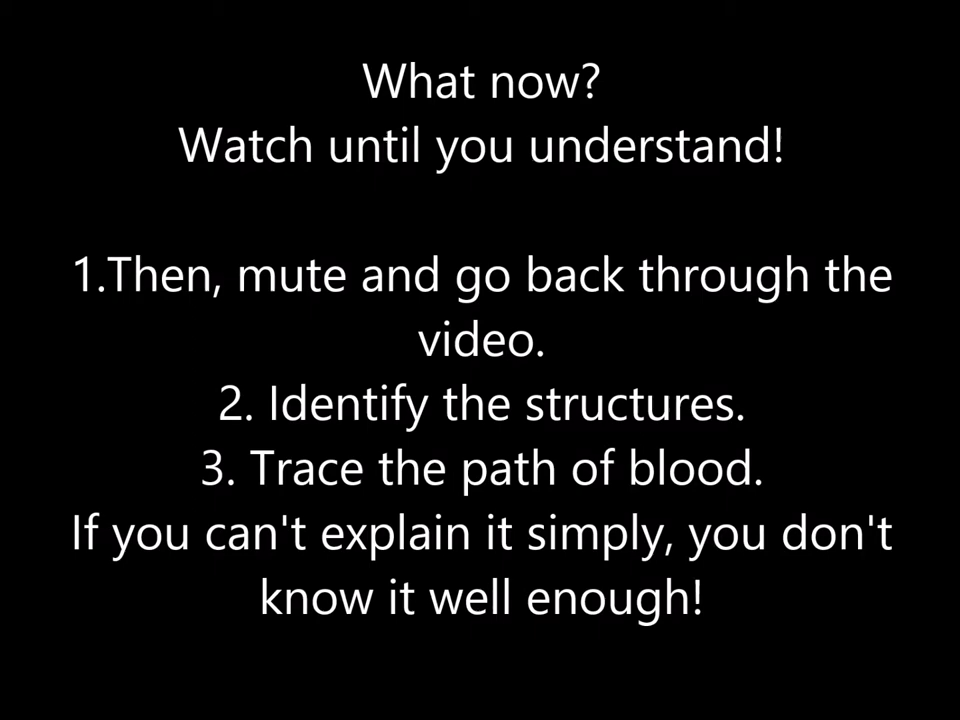 What now?
Watch until you understand!
1.Then, mute and go back through the
video.
2. Identify the structures.
3. Trace the path of blood.
If you can't explain it simply, you don't
know it well enough!